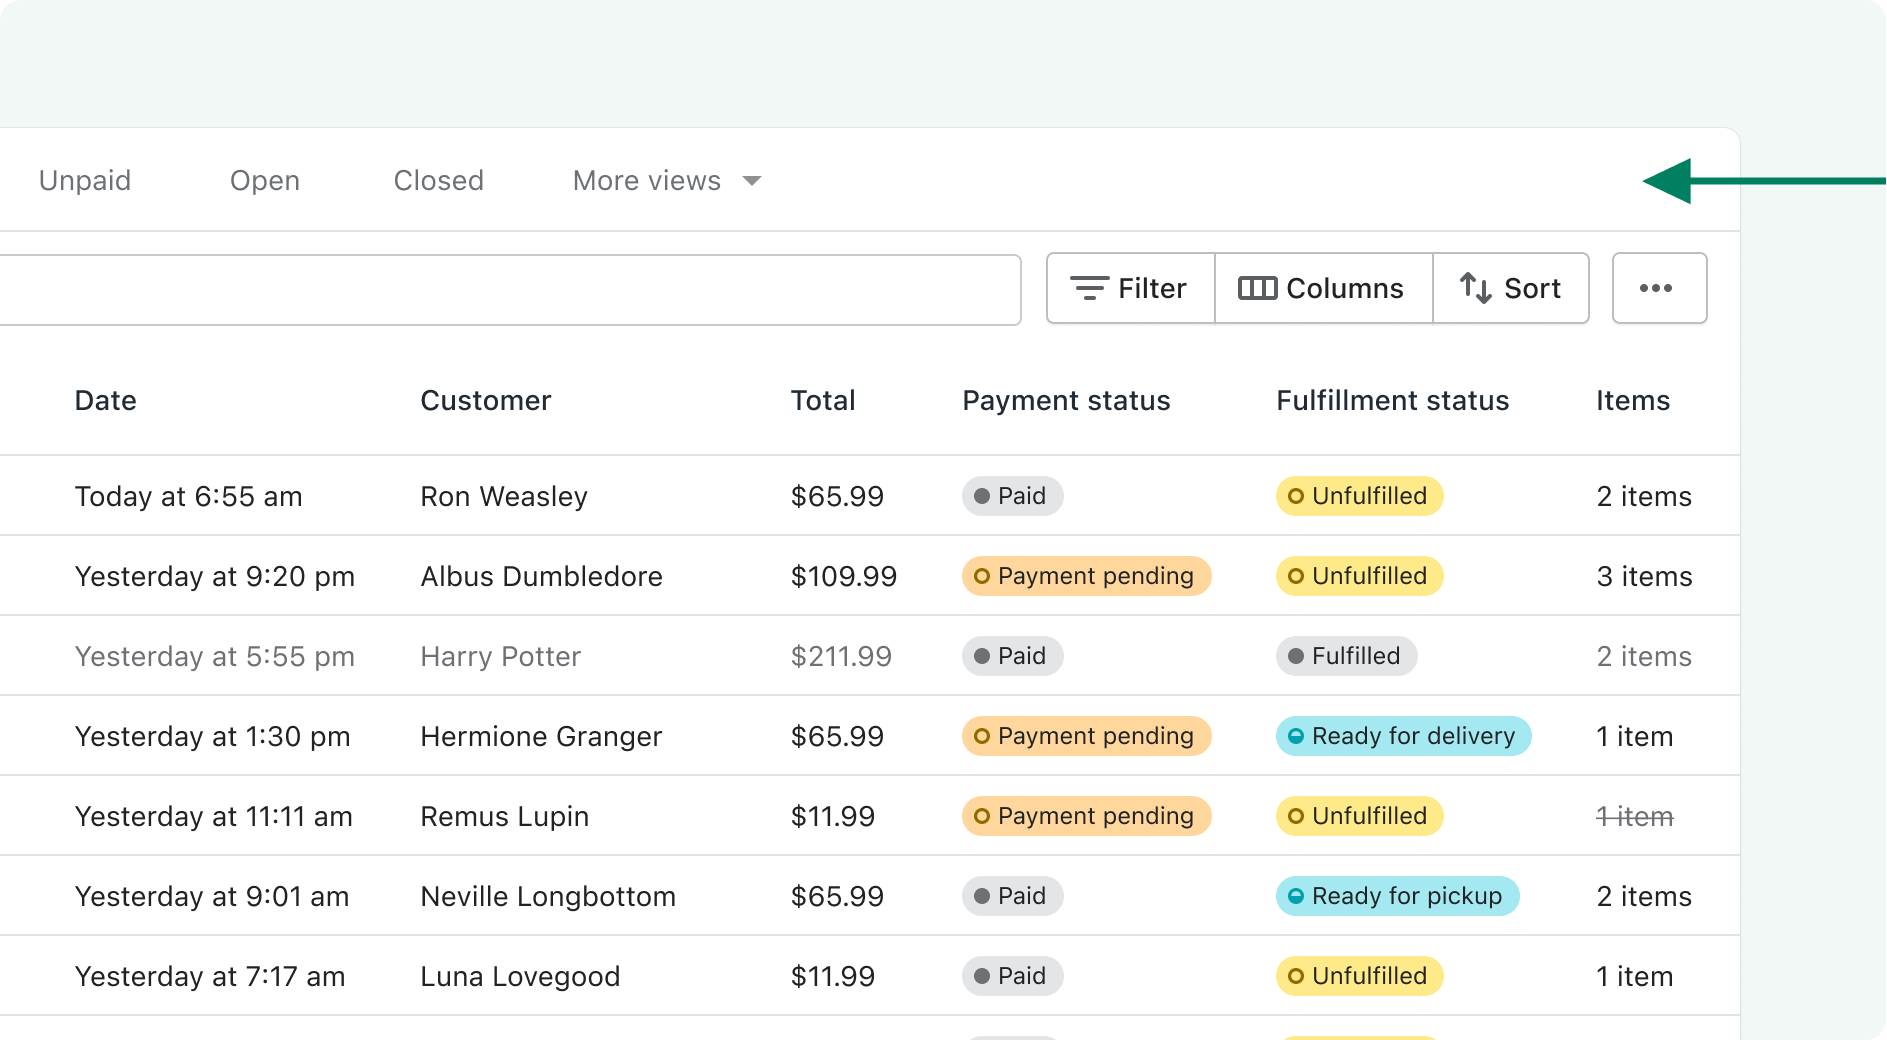 Unpaid Open Closed More views
Filter Columns Sort
Date Customer Total Payment status Fulfillment status Items
Today at 6:55 am Ron Weasley $65.99 Paid Unfulfilled 2 items
Yesterday at 9:20 pm Albus Dumbledore $109.99 Payment pending Unfulfilled 3 items
Yesterday at 5:55 pm Harry Potter $211.99 Paid Fulfilled 2 items
Yesterday at 1:30 pm Hermione Granger $65.99 Payment pending Ready for delivery 1 item
Yesterday at 11:11 am Remus Lupin $11.99 Payment pending Unfulfilled 1 item
Yesterday at 9:01 am Neville Longbottom $65.99 Paid Ready for pickup 2 items
Yesterday at 7:17 am Luna Lovegood $11.99 Paid Unfulfilled 1 item